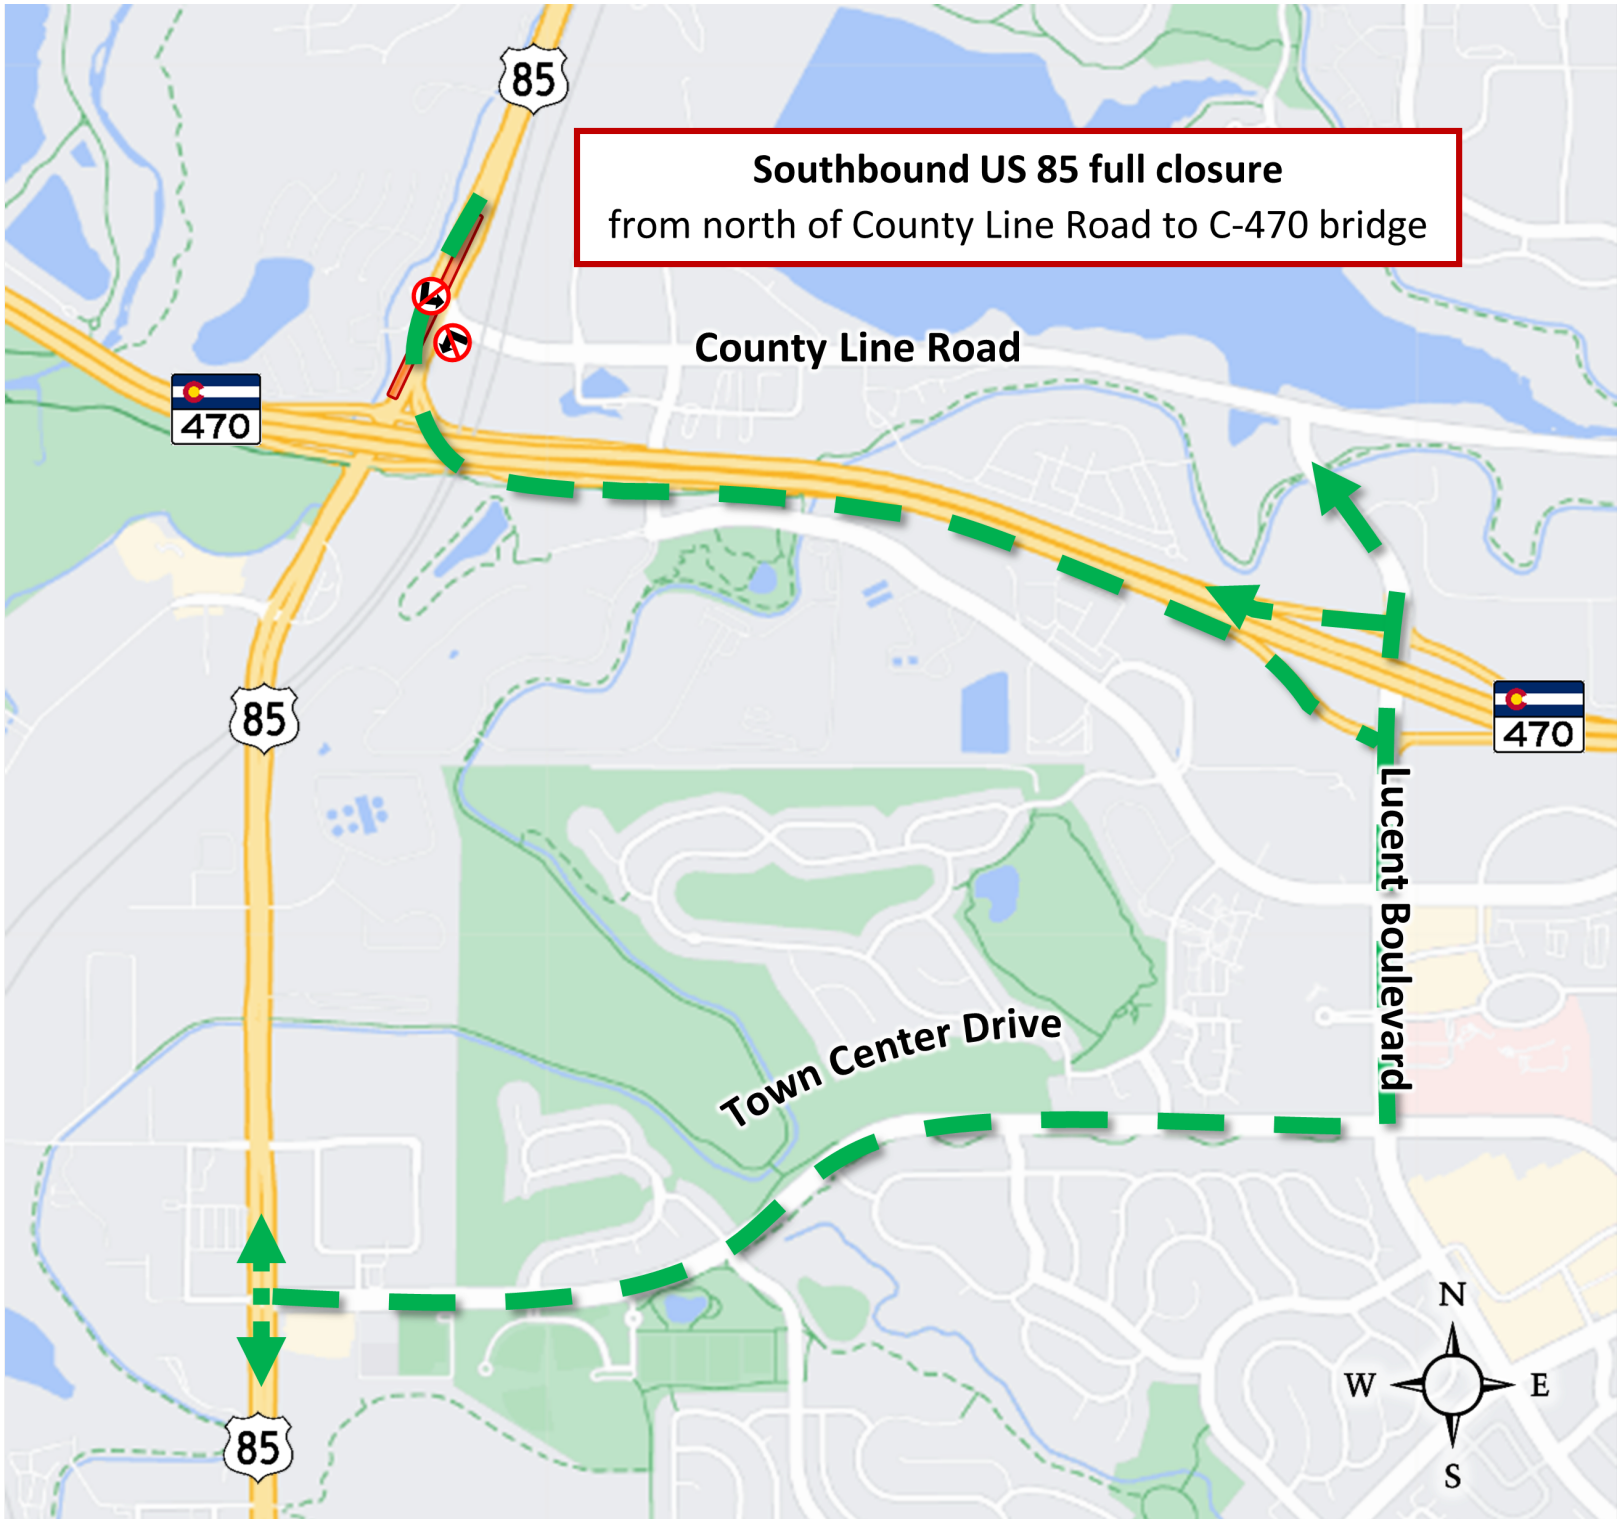 85
Southbound US 85 full closure
from north of County Line Road to C-470 bridge
County Line Road
470
85
470
Lucent Boulevard
Town Center Drive
N
W E
S
85